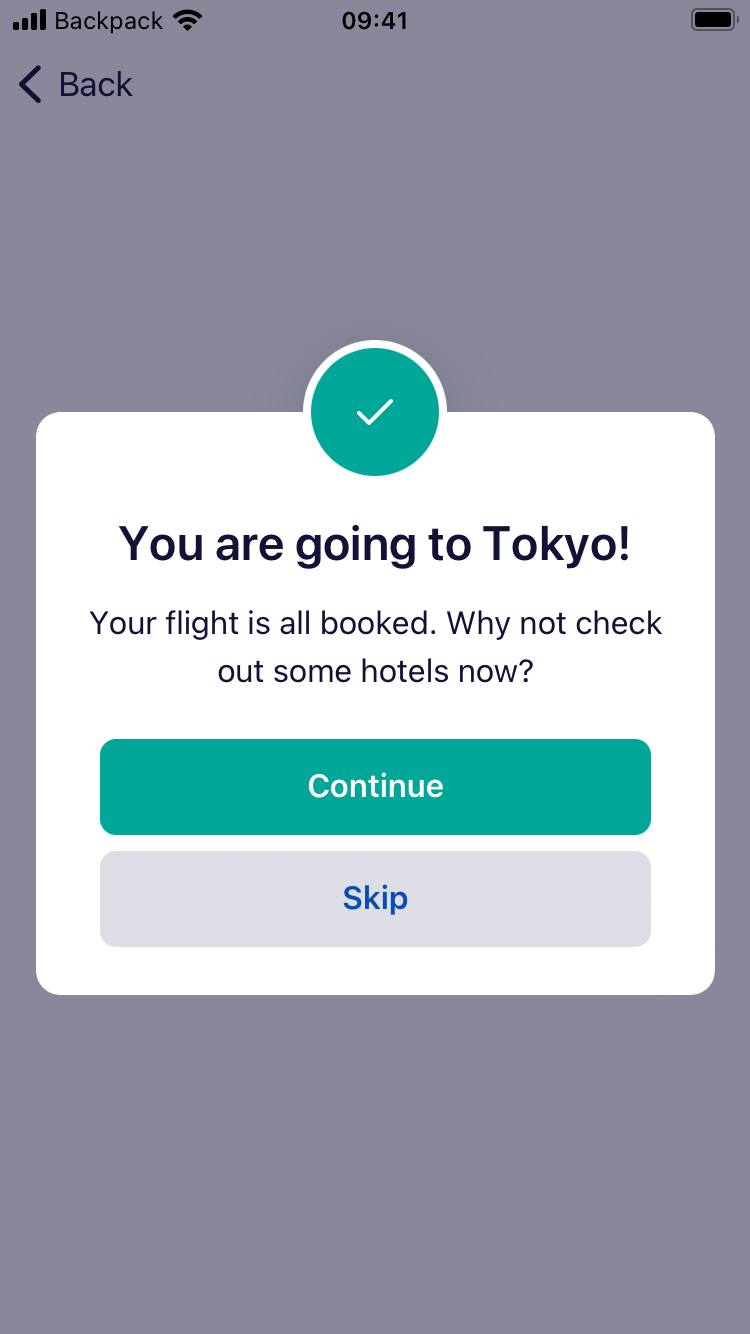 Backpack 09:41
Back
You are going to Tokyo!
Your flight is all booked. Why not check
out some hotels now?
Continue
Skip